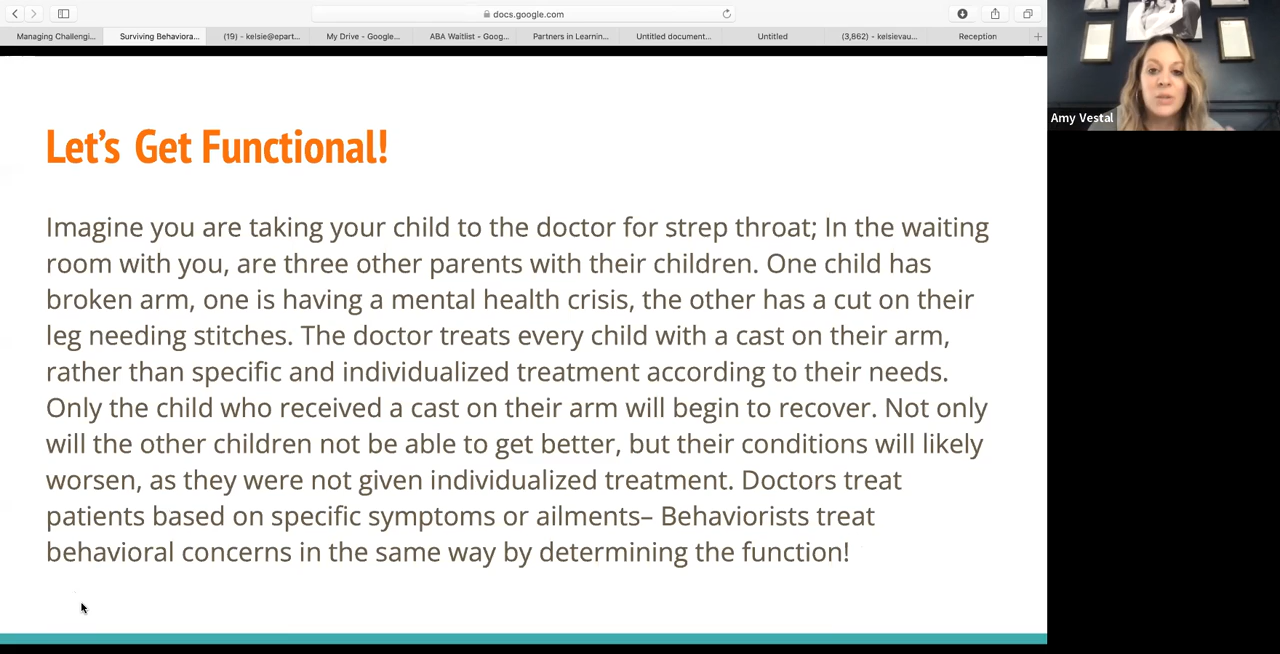 docs.google.com
Managing Challengi...
Surviving Behaviora...
(19) - kelsie@epart...
My Drive - Google...
ABA Waitlist - Goog...
Partners in Learnin...
Untitled document...
Untitled
(3,862) - kelsievau...
Reception
Amy Vestal
Let's Get Functional!
Imagine you are taking your child to the doctor for strep throat; In the waiting
room with you, are three other parents with their children. One child has
broken arm, one is having a mental health crisis, the other has a cut on their
leg needing stitches. The doctor treats every child with a cast on their arm,
rather than specific and individualized treatment according to their needs.
Only the child who received a cast on their arm will begin to recover. Not only
will the other children not be able to get better, but their conditions will likely
worsen, as they were not given individualized treatment. Doctors treat
patients based on specific symptoms or ailments– Behaviorists treat
behavioral concerns in the same way by determining the function!